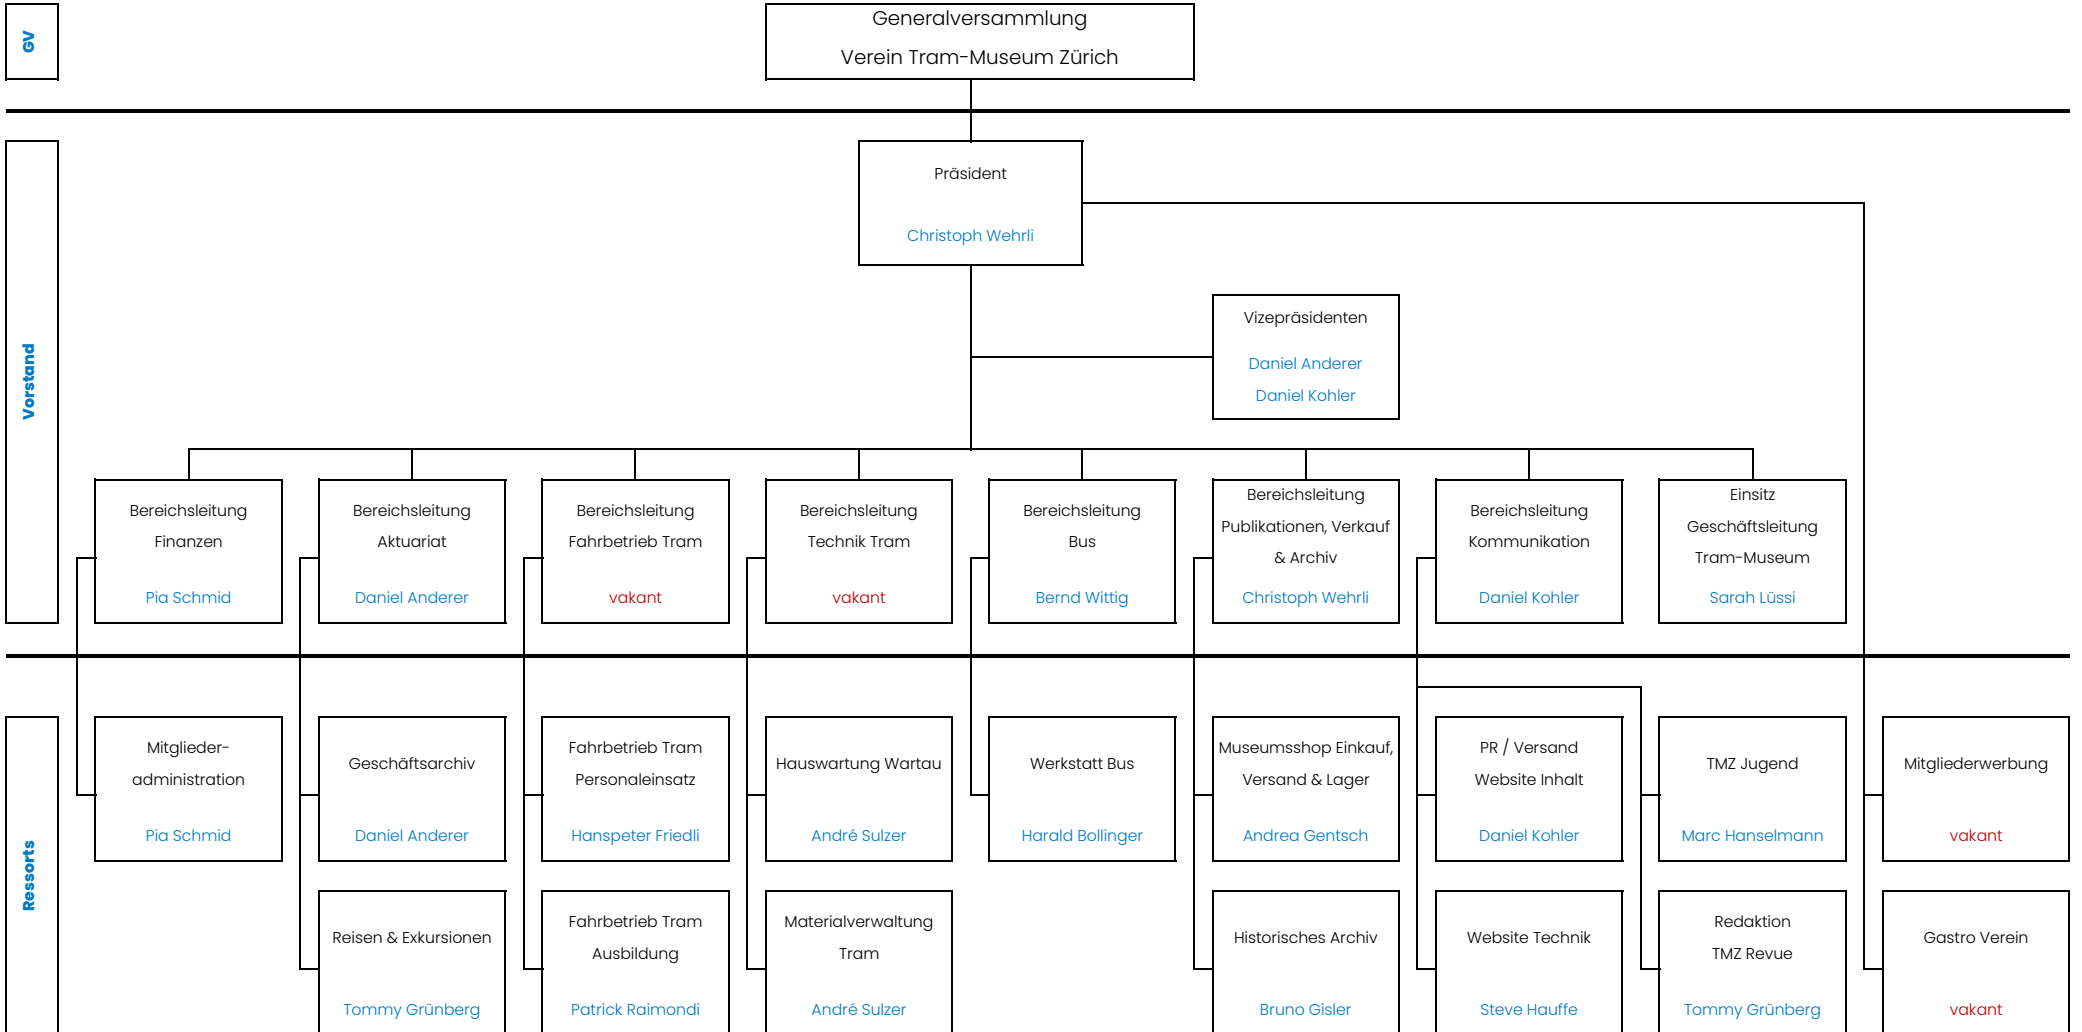 GV
Generalversammlung
Verein Tram-Museum Zürich
Vorstand
Präsident
Christoph Wehrli
Vizepräsidenten
Daniel Anderer
Daniel Kohler
Bereichsleitung
Finanzen
Pia Schmid
Bereichsleitung
Aktuariat
Daniel Anderer
Bereichsleitung
Fahrbetrieb Tram
vakant
Bereichsleitung
Technik Tram
vakant
Bereichsleitung
Bus
Bernd Wittig
Bereichsleitung
Publikationen, Verkauf
& Archiv
Christoph Wehrli
Bereichsleitung
Kommunikation
Daniel Kohler
Einsitz
Geschäftsleitung
Tram-Museum
Sarah Lüssi
Ressorts
Mitglieder-
administration
Pia Schmid
Geschäftsarchiv
Daniel Anderer
Fahrbetrieb Tram
Personaleinsatz
Hanspeter Friedli
Hauswartung Wartau
André Sulzer
Werkstatt Bus
Harald Bollinger
Museumsshop Einkauf,
Versand & Lager
Andrea Gentsch
PR / Versand
Website Inhalt
Daniel Kohler
TMZ Jugend
Marc Hanselmann
Mitgliederwerbung
vakant
Reisen & Exkursionen
Tommy Grünberg
Fahrbetrieb Tram
Ausbildung
Patrick Raimondi
Materialverwaltung
Tram
André Sulzer
Historisches Archiv
Bruno Gisler
Website Technik
Steve Hauffe
Redaktion
TMZ Revue
Tommy Grünberg
Gastro Verein
vakant